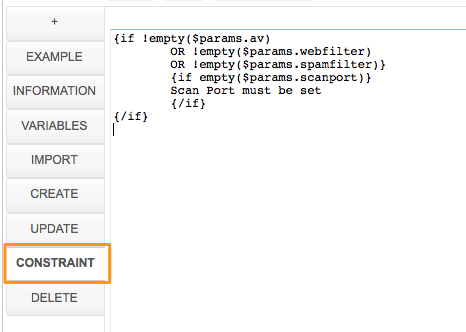 +
EXAMPLE
INFORMATION
VARIABLES
IMPORT
CREATE
UPDATE
CONSTRAINT
DELETE
{if !empty($params.av)
OR !empty($params.webfilter)
OR !empty($params.spamfilter)}
{if empty($params.scanport)}
Scan Port must be set
{/if}
{/if}